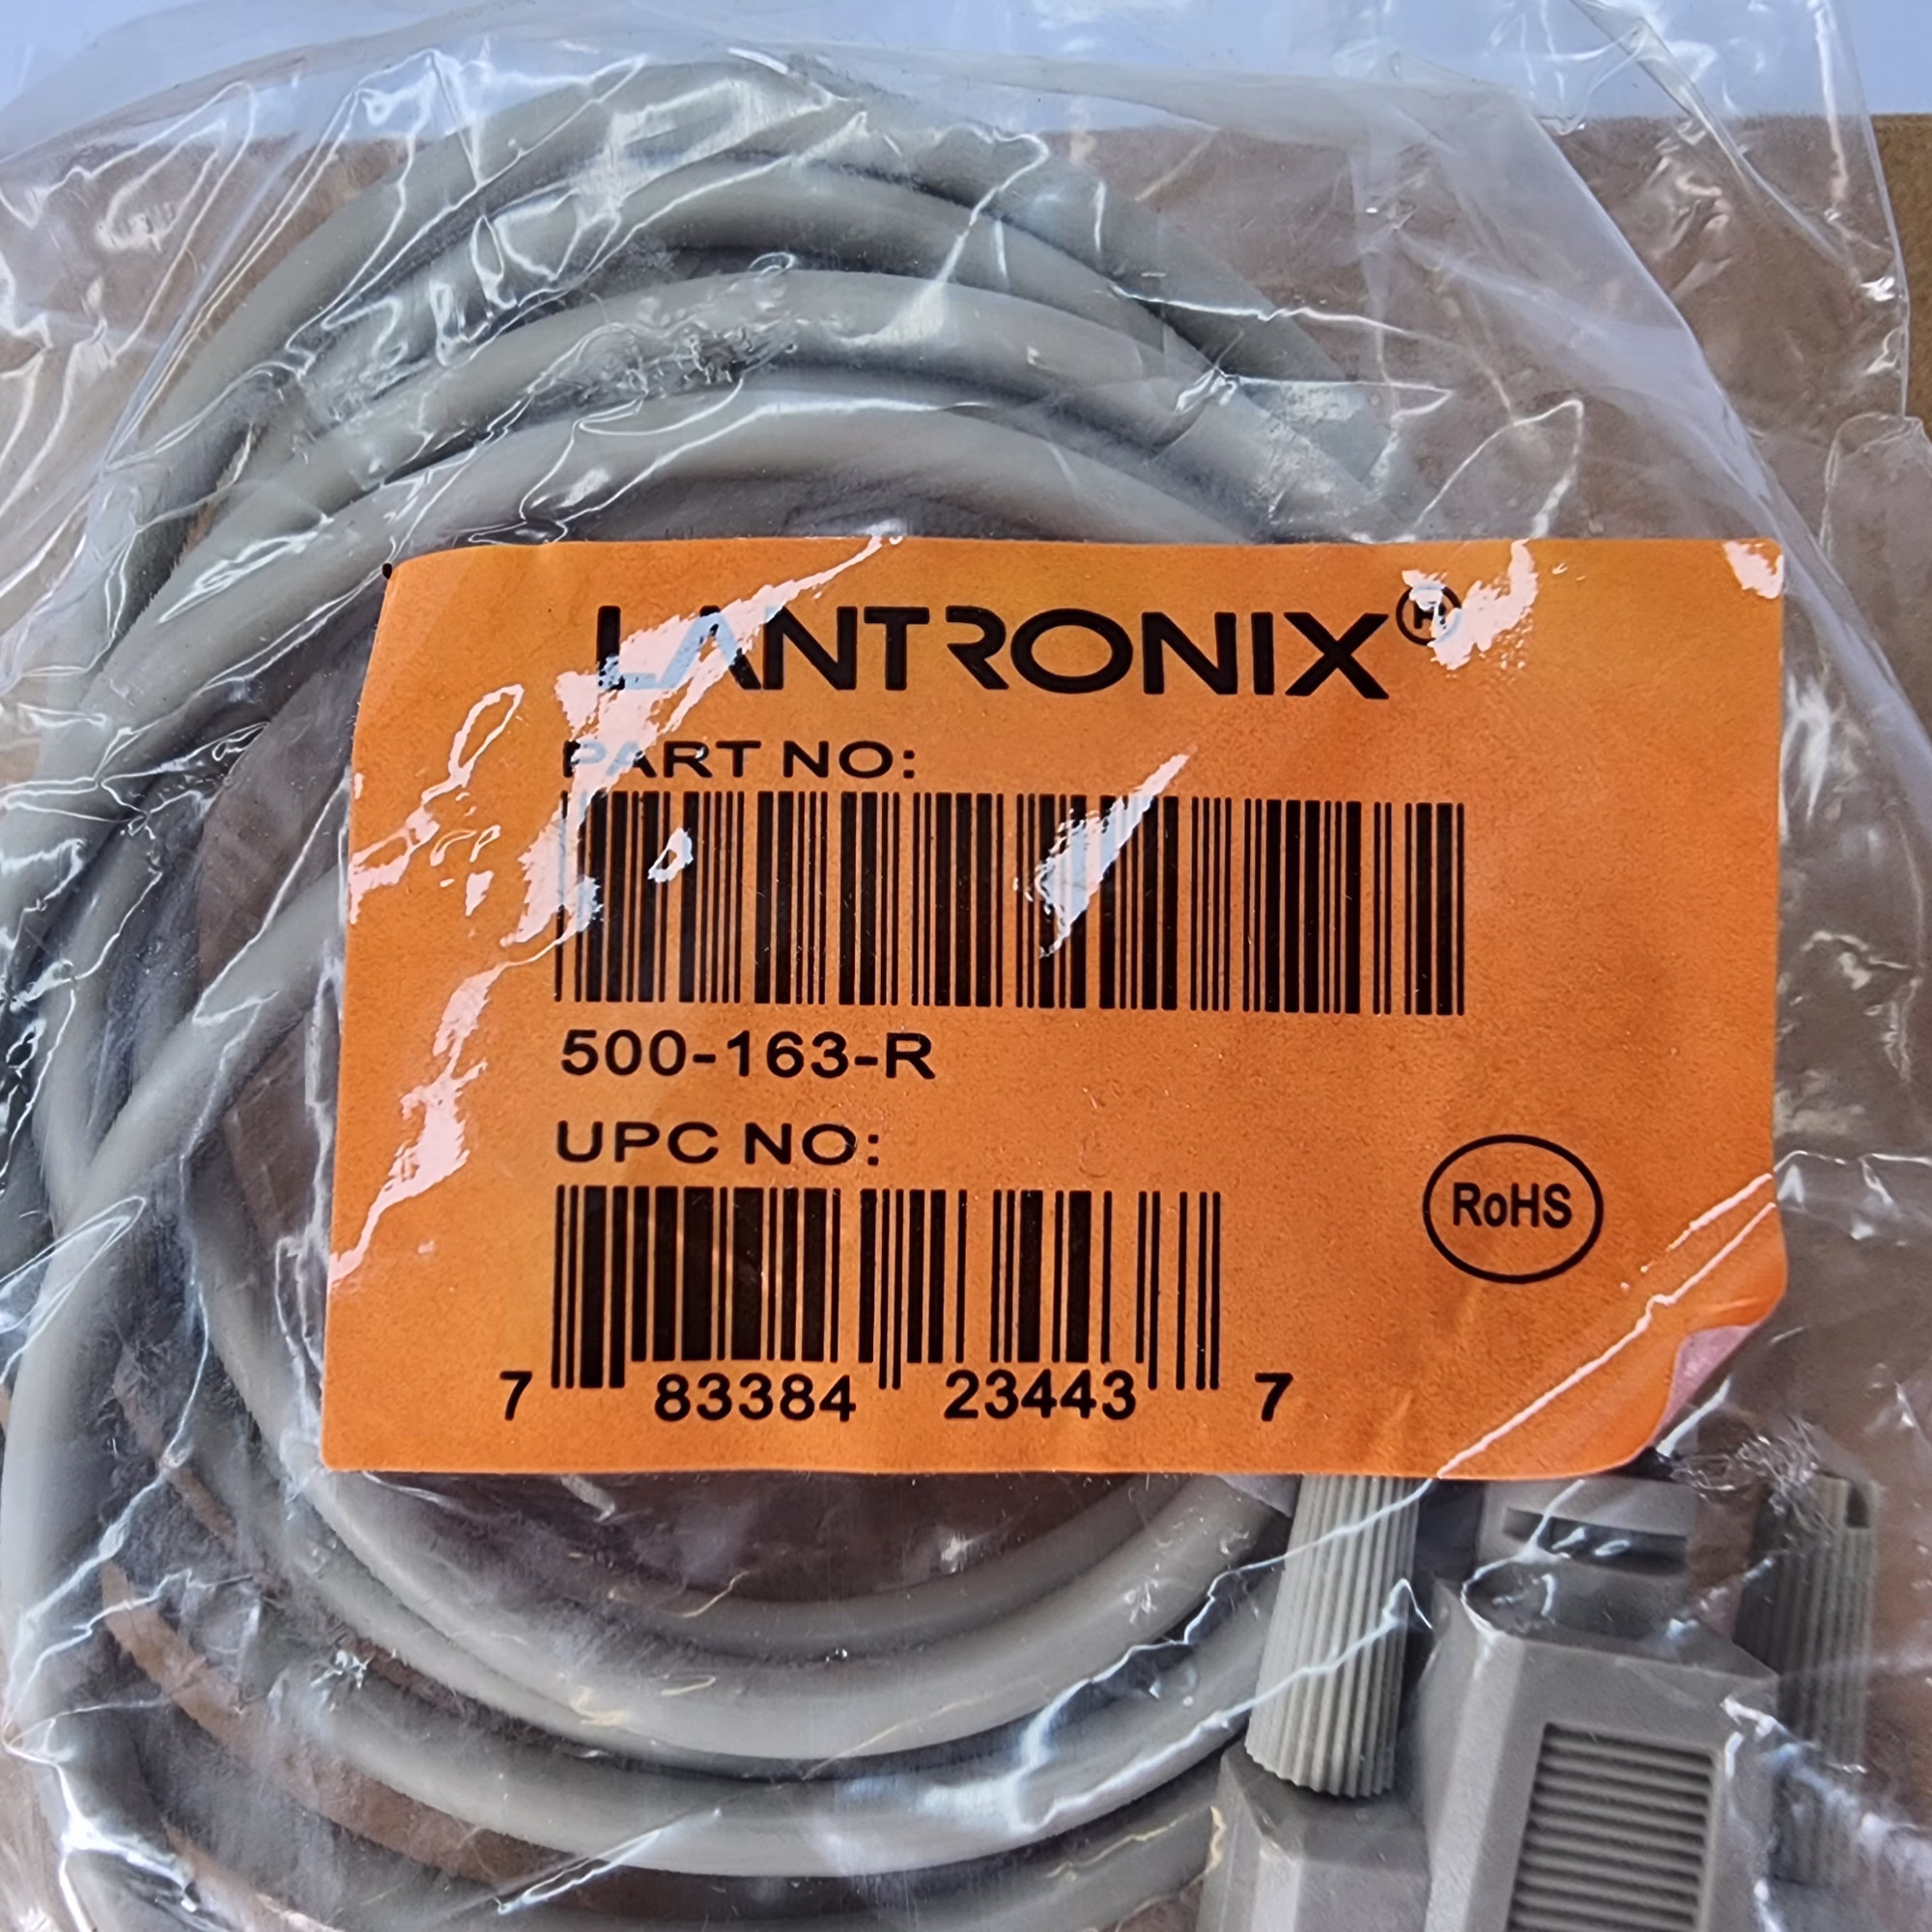 LANTRONIX®
PART NO:
500-163-R
UPC NO:
RoHS
7 83384 23443 7